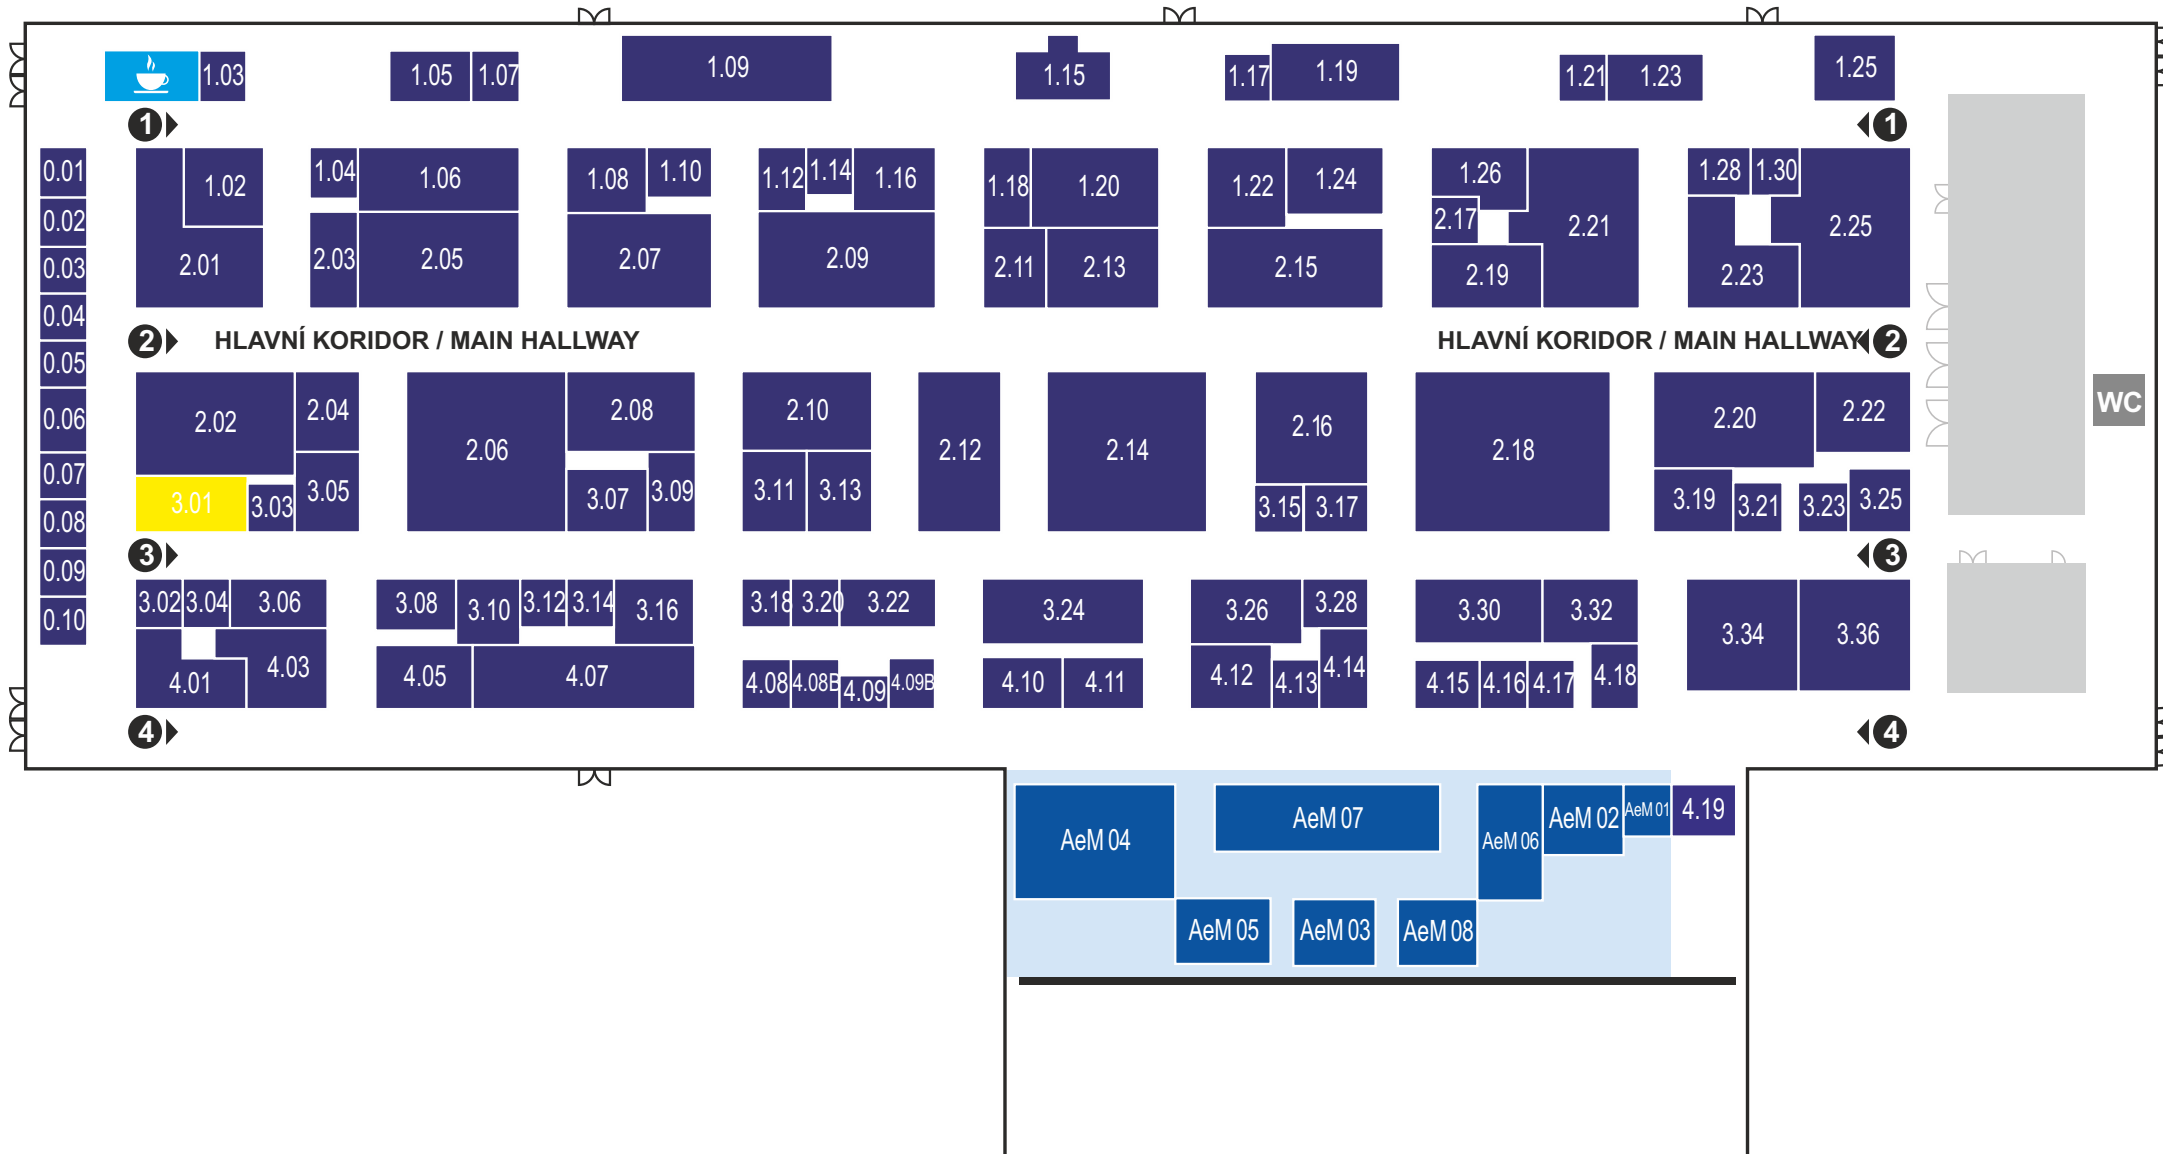 1.03 1.05 1.07 1.09 1.15 1.17 1.19 1.21 1.23 1.25
1 1
0.01 1.02 1.04 1.06 1.08 1.10 1.12 1.14 1.16 1.18 1.20 1.22 1.24 1.26 1.28 1.30
0.02 2.17 2.21 2.25
0.03 2.01 2.03 2.05 2.07 2.09 2.11 2.13 2.15 2.19 2.23
0.04
2 HLAVNÍ KORIDOR / MAIN HALLWAY HLAVNÍ KORIDOR / MAIN HALLWAY 2
0.05
0.06 2.02 2.04 2.06 2.08 2.10 2.12 2.14 2.16 2.18 2.20 2.22 WC
0.07
0.08 3.01 3.03 3.05 3.07 3.09 3.11 3.13 3.15 3.17 3.19 3.21 3.23 3.25
3 3
0.09
0.10 3.02 3.04 3.06 3.08 3.10 3.12 3.14 3.16 3.18 3.20 3.22 3.24 3.26 3.28 3.30 3.32 3.34 3.36
4.01 4.03 4.05 4.07 4.08 4.08B 4.09 4.09B 4.10 4.11 4.12 4.13 4.14 4.15 4.16 4.17 4.18
4 4
AeM 04 AeM 07 AeM 06 AeM 02 AeM 01 4.19
AeM 05 AeM 03 AeM 08